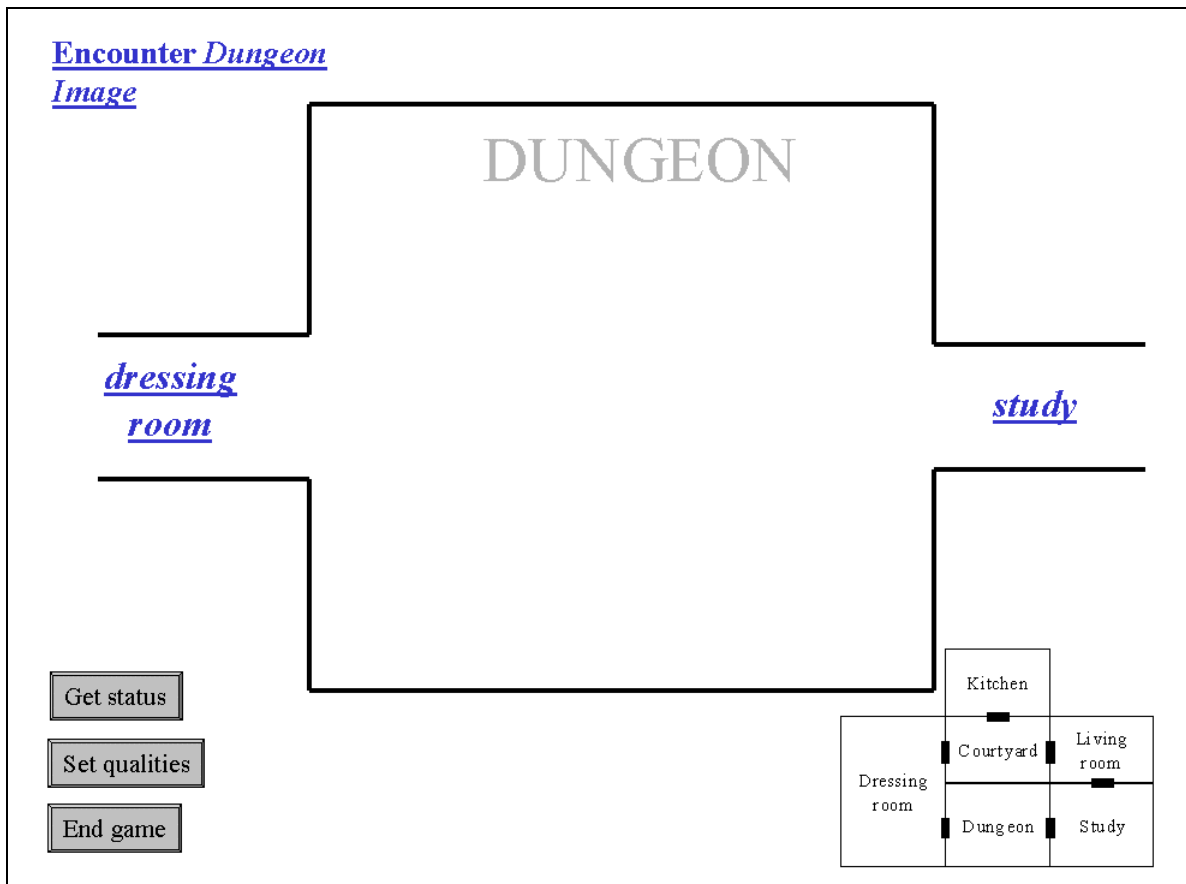 Encounter Dungeon
Image
DUNGEON
dressing
room
study
Get status
Set qualities
End game
Kitchen
Courtyard
Living
room
Dressing
room
Dungeon
Study